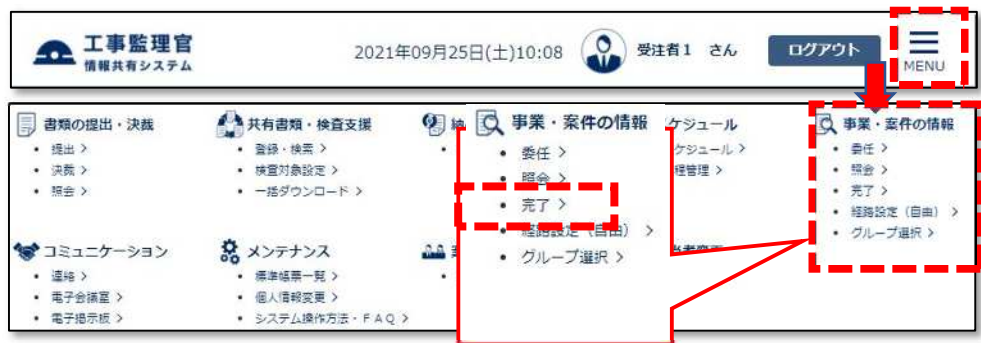 工事監理官
情報共有システム
2021年09月25日(土)10:08
受注者1 さん
ログアウト
MENU
書類の提出・決裁
・ 提出 >
・ 決裁 >
・ 照会 >
共有書類・検査支援
・ 登録・検索 >
・ 検査対象設定 >
・ 一括ダウンロード >
納
事業・案件の情報
・ 委任 >
・ 照会 >
・ 完了 >
・ 経路設定（自由） >
・ グループ選択 >
ケジュール
ケジュール >
程管理 >
事業・案件の情報
・ 委任 >
・ 照会 >
・ 完了 >
・ 経路設定（自由） >
・ グループ選択 >
コミュニケーション
・ 連絡 >
・ 電子会議室 >
・ 電子掲示板 >
メンテナンス
・ 標準帳票一覧 >
・ 個人情報変更 >
・ システム操作方法・ＦＡＱ >